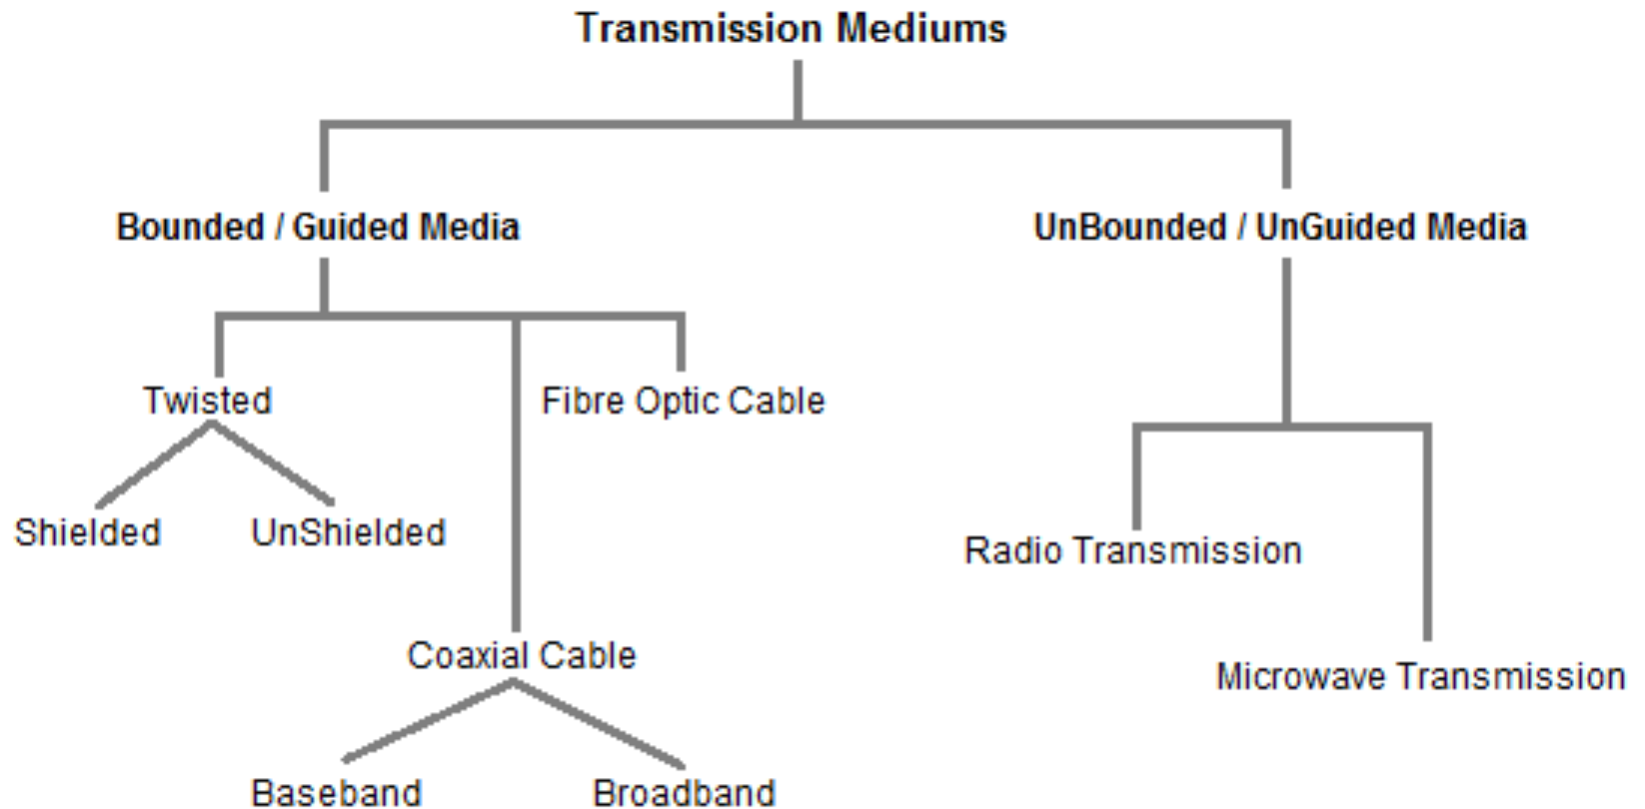 Transmission Mediums
Bounded / Guided Media
UnBounded / UnGuided Media
Twisted
Fibre Optic Cable
Shielded
UnShielded
Radio Transmission
Coaxial Cable
Microwave Transmission
Baseband
Broadband